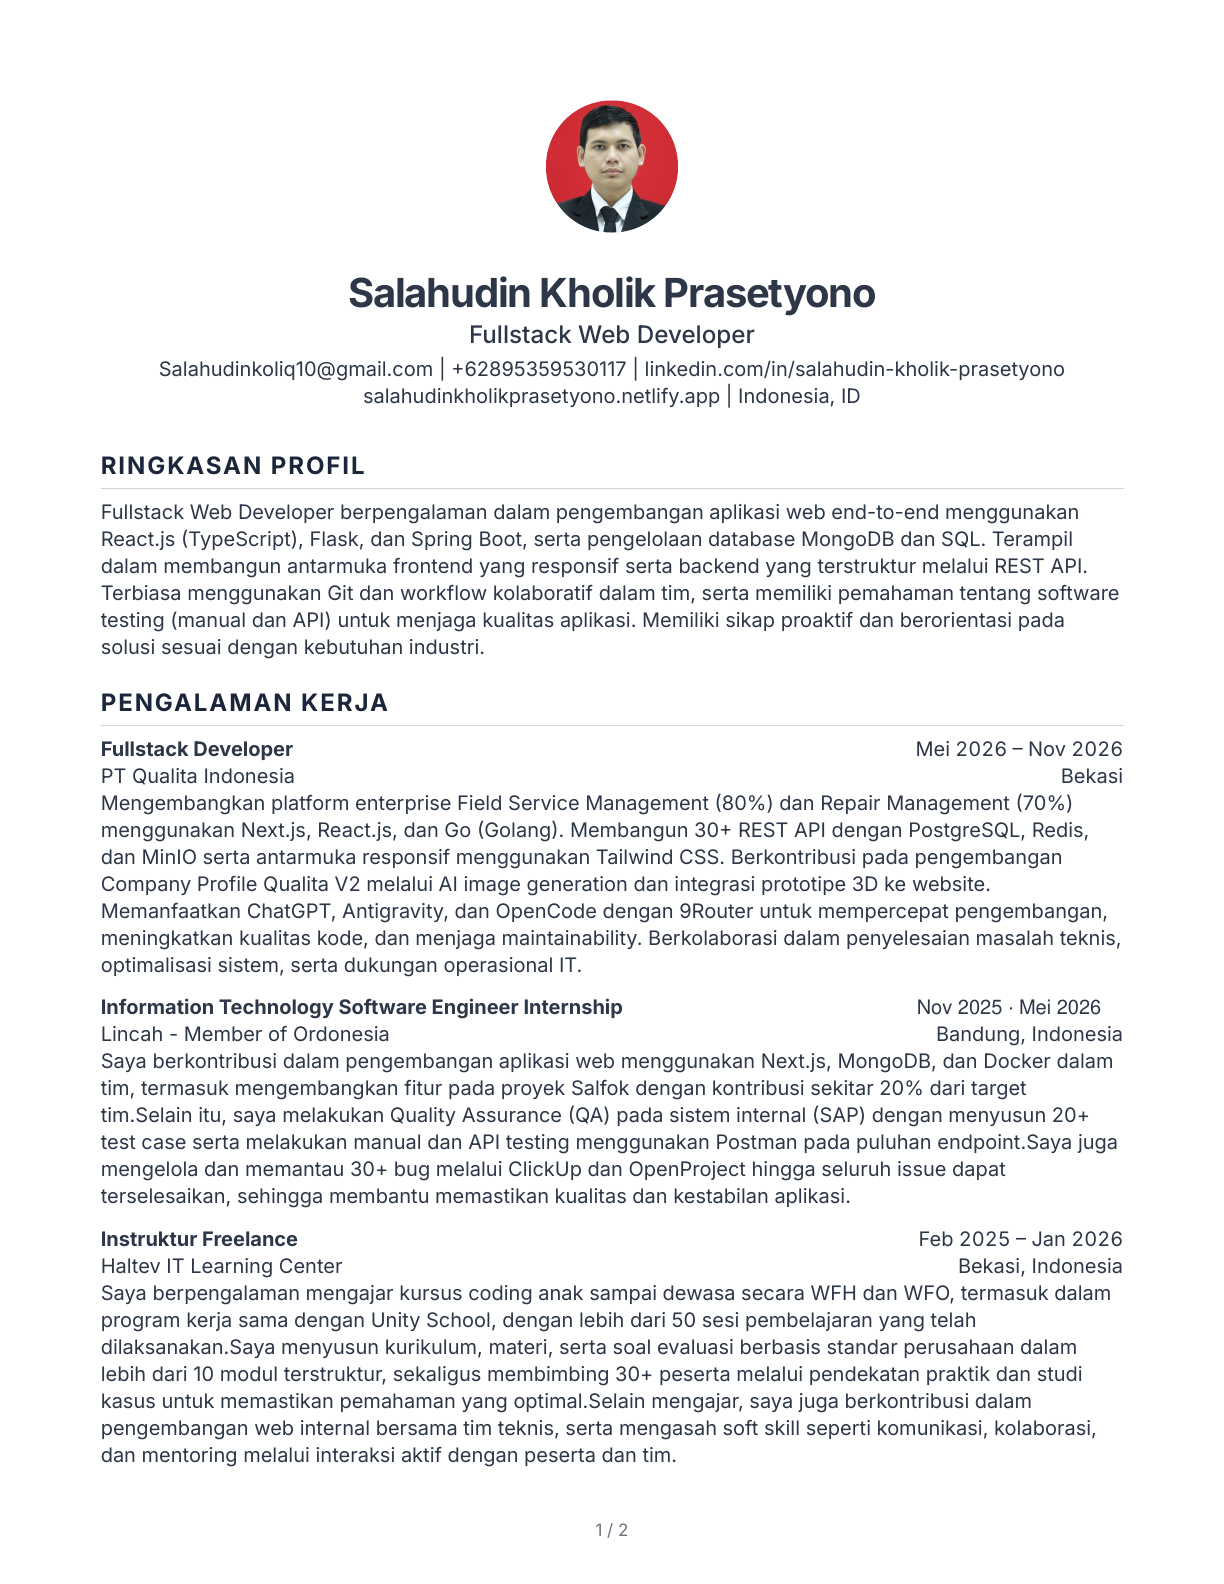 Salahudin Kholik Prasetyono
Fullstack Web Developer
Salahudinkoliq10@gmail.com | +62895359530117 | linkedin.com/in/salahudin-kholik-prasetyono
salahudinkholikprasetyono.netlify.app | Indonesia, ID
RINGKASAN PROFIL
Fullstack Web Developer berpengalaman dalam pengembangan aplikasi web end-to-end menggunakan
React.js (TypeScript), Flask, dan Spring Boot, serta pengelolaan database MongoDB dan SQL. Terampil
dalam membangun antarmuka frontend yang responsif serta backend yang terstruktur melalui REST API.
Terbiasa menggunakan Git dan workflow kolaboratif dalam tim, serta memiliki pemahaman tentang software
testing (manual dan API) untuk menjaga kualitas aplikasi. Memiliki sikap proaktif dan berorientasi pada
solusi sesuai dengan kebutuhan industri.
PENGALAMAN KERJA
Fullstack Developer Mei 2026 – Nov 2026
PT Qualita Indonesia Bekasi
Mengembangkan platform enterprise Field Service Management (80%) dan Repair Management (70%)
menggunakan Next.js, React.js, dan Go (Golang). Membangun 30+ REST API dengan PostgreSQL, Redis,
dan MinIO serta antarmuka responsif menggunakan Tailwind CSS. Berkontribusi pada pengembangan
Company Profile Qualita V2 melalui AI image generation dan integrasi prototipe 3D ke website.
Memanfaatkan ChatGPT, Antigravity, dan OpenCode dengan 9Router untuk mempercepat pengembangan,
meningkatkan kualitas kode, dan menjaga maintainability. Berkolaborasi dalam penyelesaian masalah teknis,
optimalisasi sistem, serta dukungan operasional IT.
Information Technology Software Engineer Internship Nov 2025 · Mei 2026
Lincah - Member of Ordonesia Bandung, Indonesia
Saya berkontribusi dalam pengembangan aplikasi web menggunakan Next.js, MongoDB, dan Docker dalam
tim, termasuk mengembangkan fitur pada proyek Salfok dengan kontribusi sekitar 20% dari target
tim.Selain itu, saya melakukan Quality Assurance (QA) pada sistem internal (SAP) dengan menyusun 20+
test case serta melakukan manual dan API testing menggunakan Postman pada puluhan endpoint.Saya juga
mengelola dan memantau 30+ bug melalui ClickUp dan OpenProject hingga seluruh issue dapat
terselesaikan, sehingga membantu memastikan kualitas dan kestabilan aplikasi.
Instruktur Freelance Feb 2025 – Jan 2026
Haltev IT Learning Center Bekasi, Indonesia
Saya berpengalaman mengajar kursus coding anak sampai dewasa secara WFH dan WFO, termasuk dalam
program kerja sama dengan Unity School, dengan lebih dari 50 sesi pembelajaran yang telah
dilaksanakan.Saya menyusun kurikulum, materi, serta soal evaluasi berbasis standar perusahaan dalam
lebih dari 10 modul terstruktur, sekaligus membimbing 30+ peserta melalui pendekatan praktik dan studi
kasus untuk memastikan pemahaman yang optimal.Selain mengajar, saya juga berkontribusi dalam
pengembangan web internal bersama tim teknis, serta mengasah soft skill seperti komunikasi, kolaborasi,
dan mentoring melalui interaksi aktif dengan peserta dan tim.
1 / 2